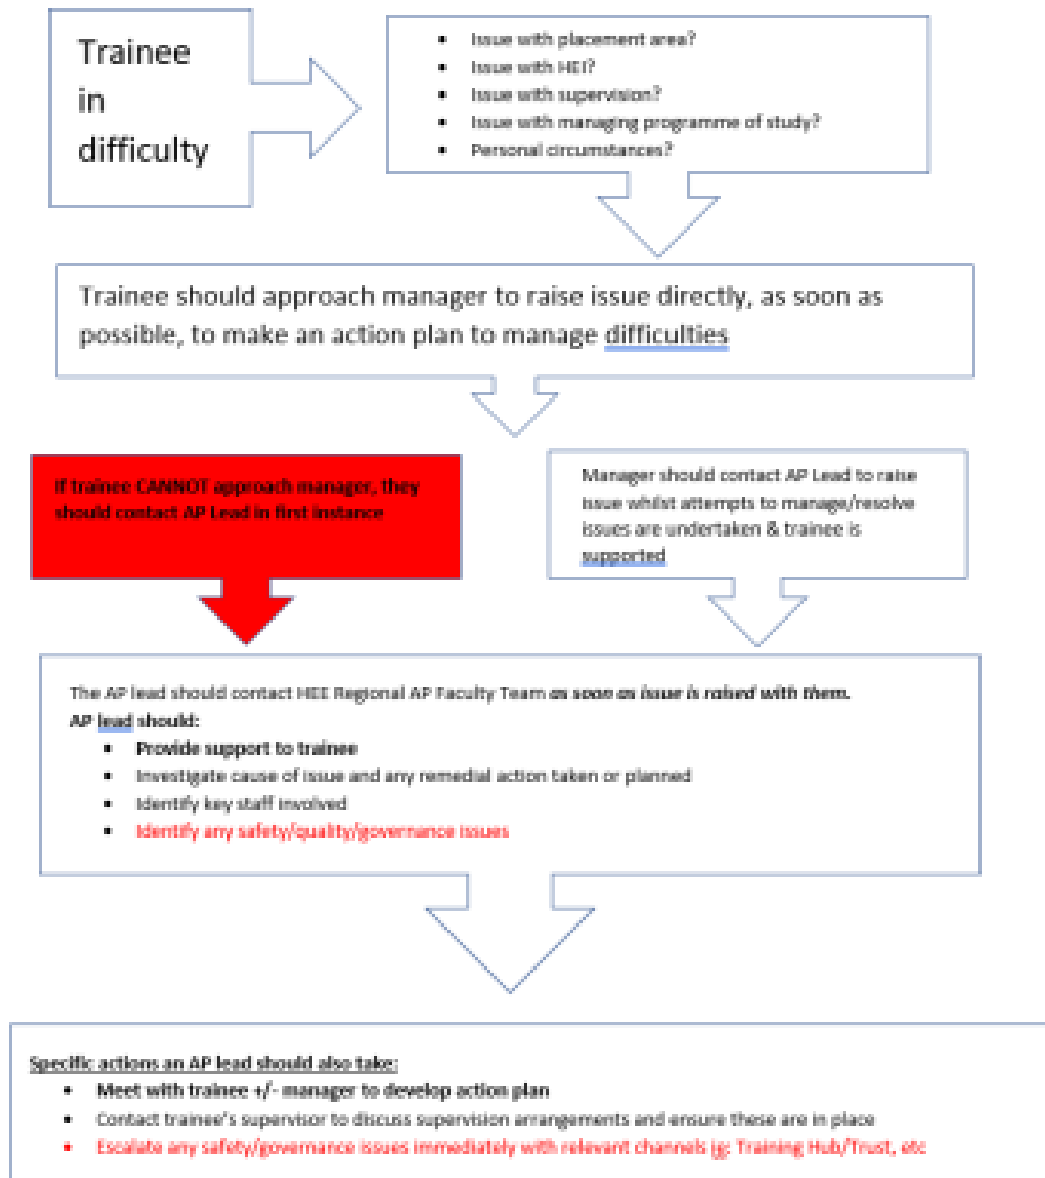 Trainee
in
difficulty
• Issue with placement area?
• Issue with HEI?
• Issue with supervision?
• Issue with managing programme of study?
• Personal circumstances?
Trainee should approach manager to raise issue directly, as soon as
possible, to make an action plan to manage difficulties
If trainee CANNOT approach manager, they
should contact AP Lead in first instance
Manager should contact AP Lead to raise
issue whilst attempts to manage/resolve
issues are undertaken & trainee is
supported
The AP lead should contact HEE Regional AP Faculty Team as soon as issue is raised with them.
AP lead should:
• Provide support to trainee
• Investigate cause of issue and any remedial action taken or planned
• Identify key staff involved
• Identify any safety/quality/governance issues
Specific actions an AP lead should also take:
• Meet with trainee +/- manager to develop action plan
• Contact trainee's supervisor to discuss supervision arrangements and ensure these are in place
• Escalate any safety/governance issues immediately with relevant channels ig: Training Hub/Trust, etc